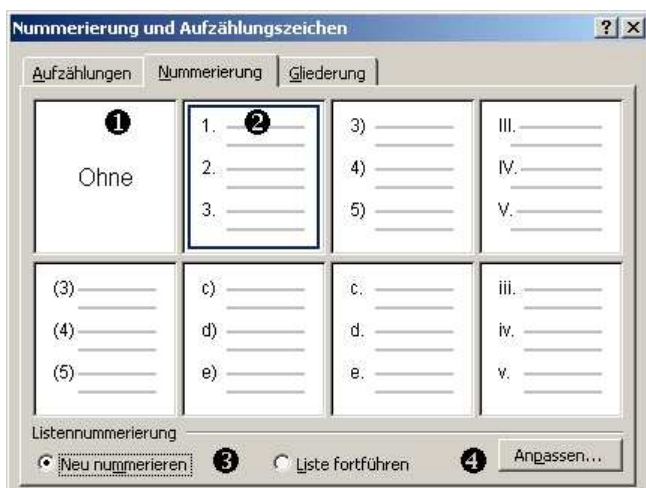 Nummerierung und Aufzählungszeichen ? ×
Aufzählungen Nummerierung Gliederung
❶
Ohne
1. ❷
2.
3.
3)
4)
5)
III.
IV.
V.
(3)
(4)
(5)
c)
d)
e)
c.
d.
e.
iii.
iv.
v.
Listennummerierung
Neu nummerieren ❸ Liste fortführen ❹ Anpassen...